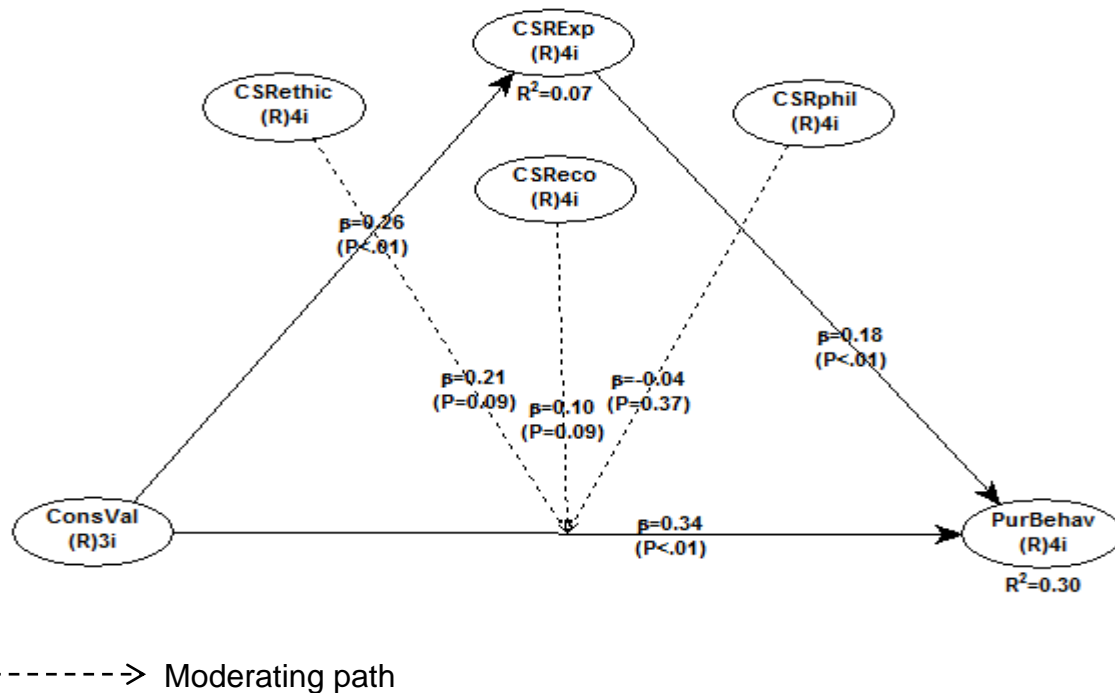 CSRExp
(R)4i
R²=0.07
CSRethic
(R)4i
CSRphil
(R)4i
CSReco
(R)4i
β=0.26
(P<.01)
β=0.18
(P<.01)
β=0.21
(P=0.09)
β=0.10
(P=0.09)
β=-0.04
(P=0.37)
ConsVal
(R)3i
β=0.34
(P<.01)
PurBehav
(R)4i
R²=0.30
Moderating path